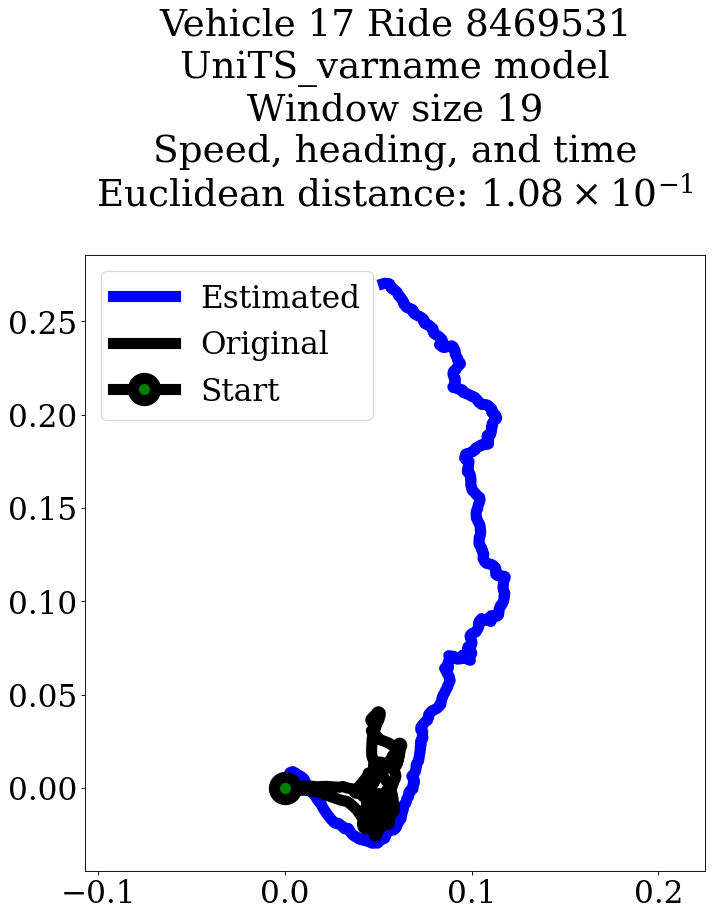 Vehicle 17 Ride 8469531
UniTS_varname model
Window size 19
Speed, heading, and time
Euclidean distance: 1.08 × 10⁻¹
Estimated
Original
Start
0.25
0.20
0.15
0.10
0.05
0.00
−0.1 0.0 0.1 0.2